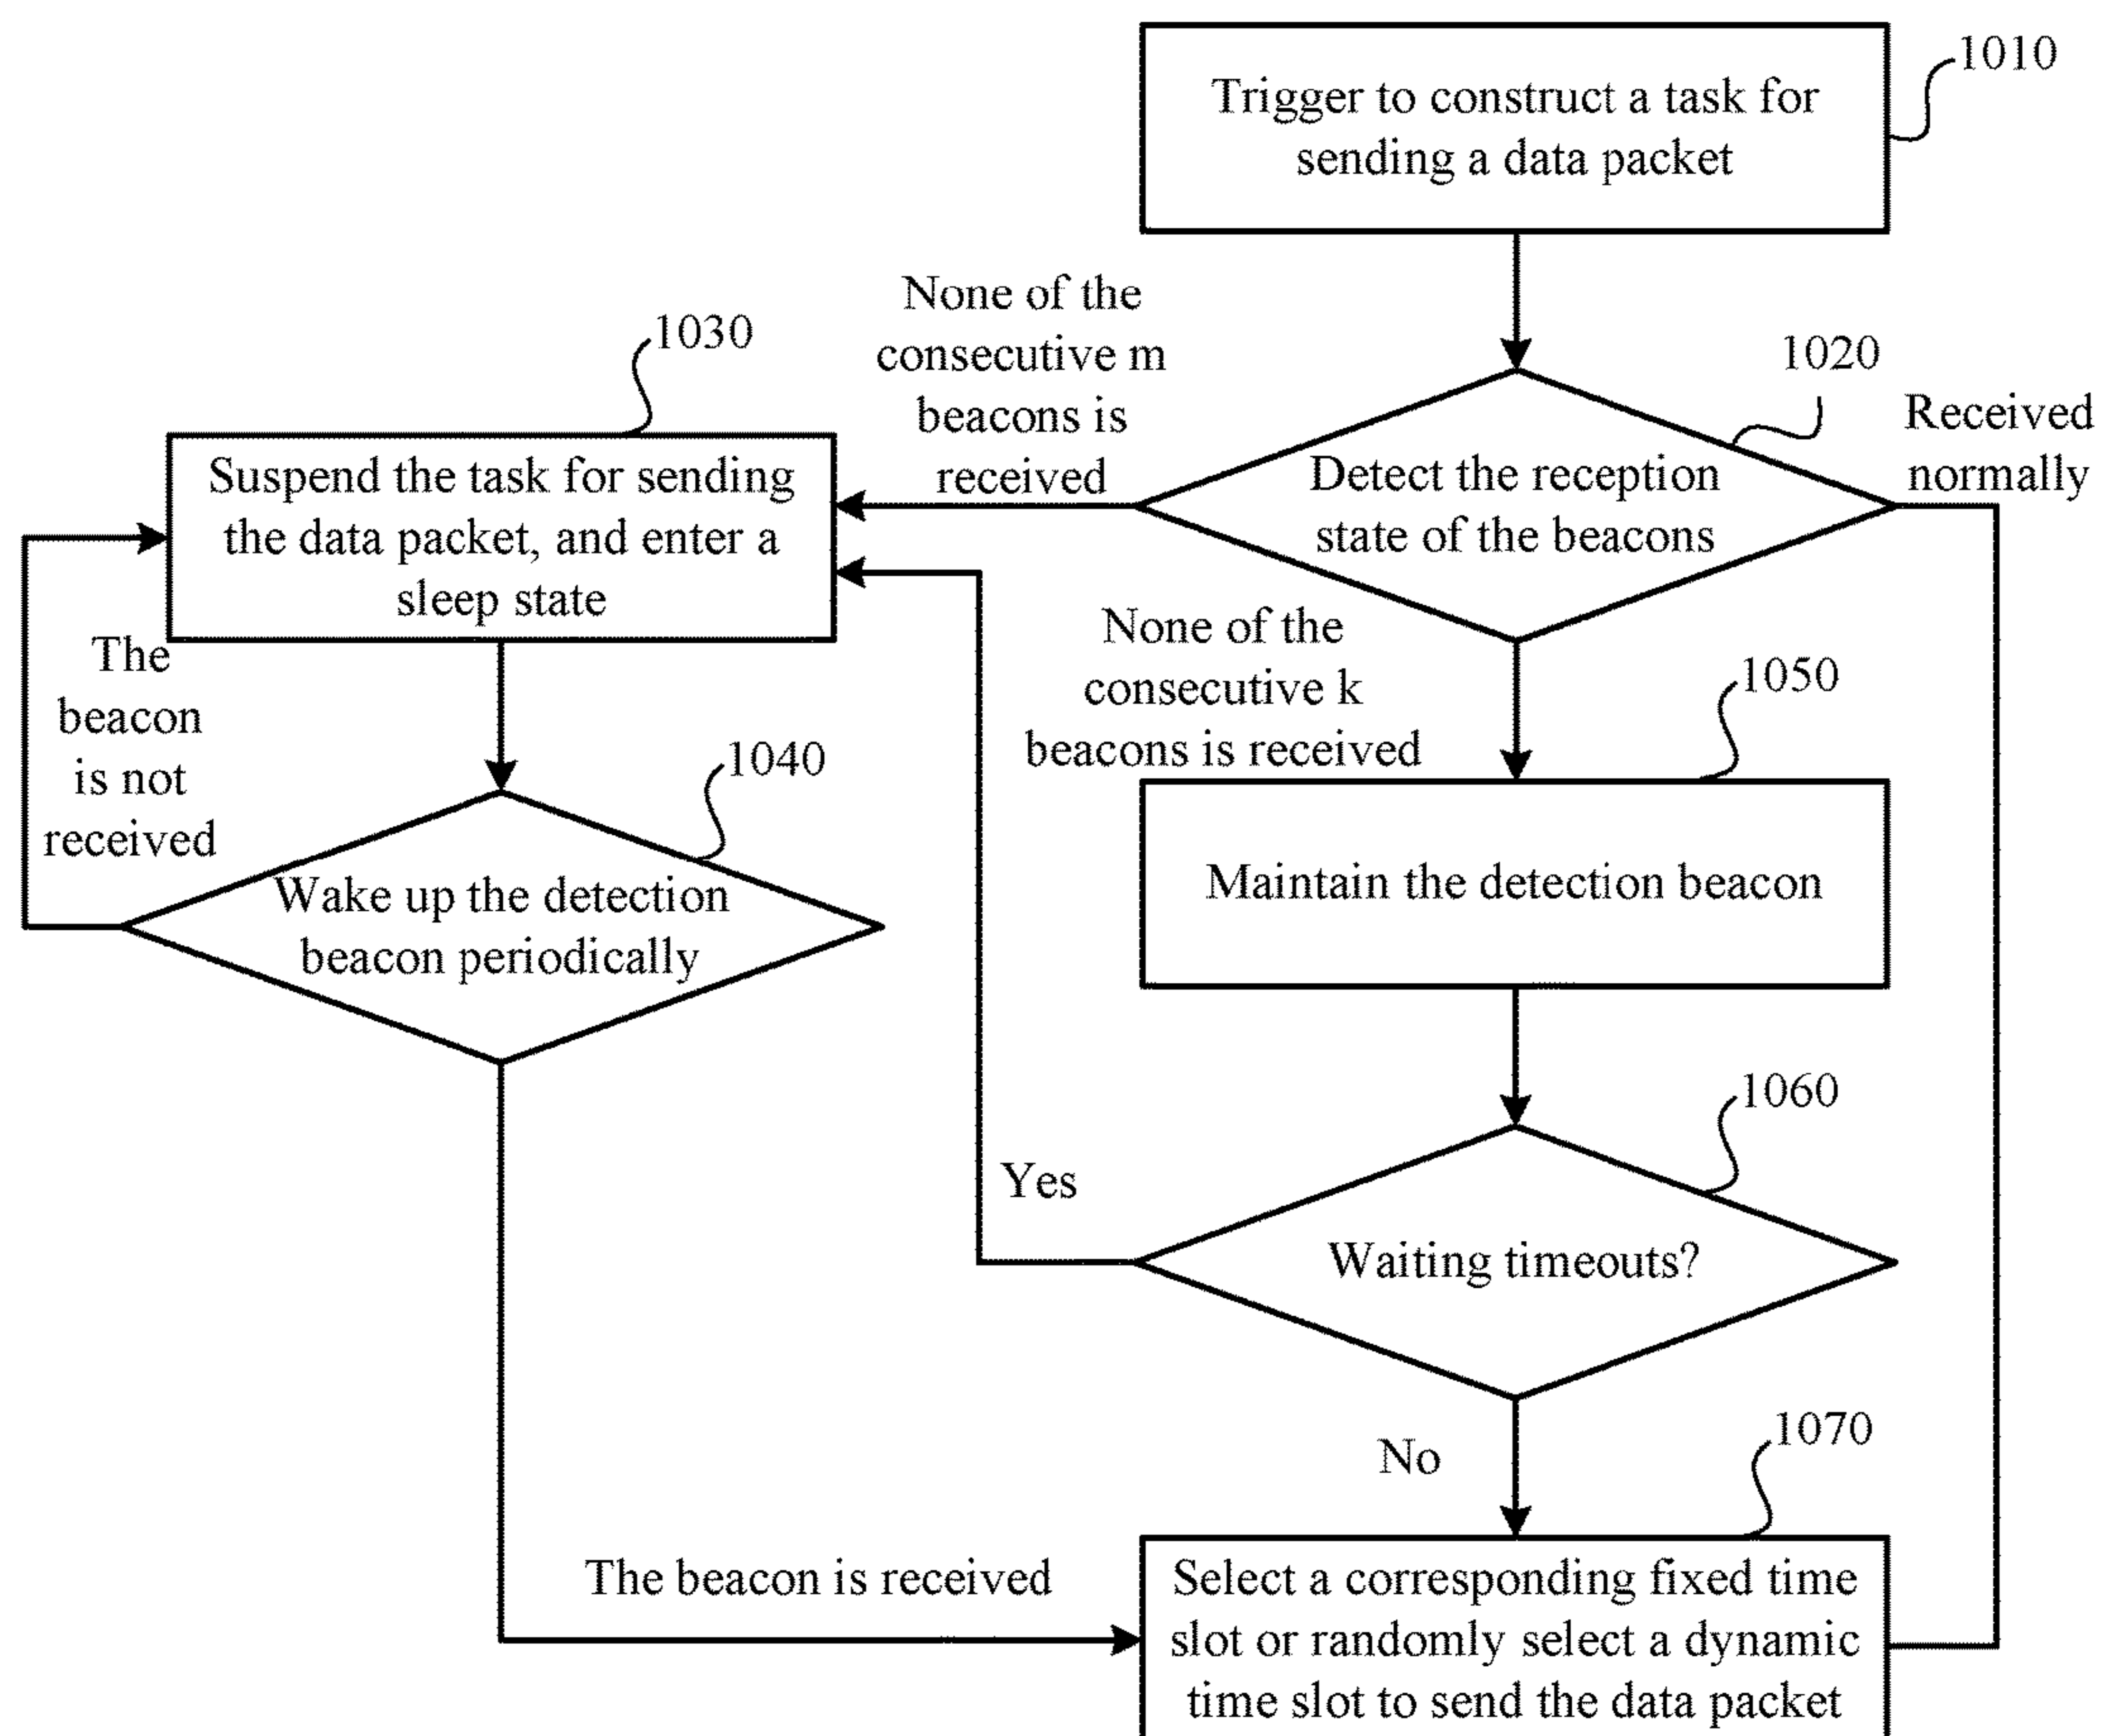 Trigger to construct a task for
sending a data packet
1010
None of the
consecutive m
beacons is
received
1030
1020
Received
normally
Suspend the task for sending
the data packet, and enter a
sleep state
Detect the reception
state of the beacons
The
beacon
is not
received
None of the
consecutive k
beacons is received
1050
1040
Wake up the detection
beacon periodically
Maintain the detection beacon
1060
Yes
Waiting timeouts?
No
1070
The beacon is received
Select a corresponding fixed time
slot or randomly select a dynamic
time slot to send the data packet